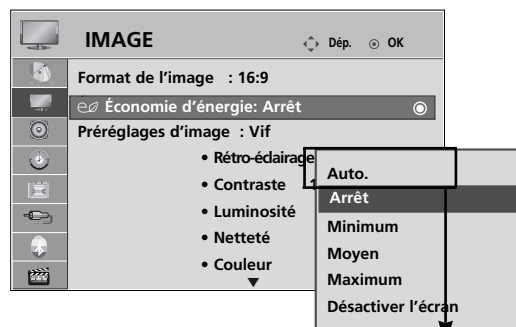 IMAGE
Dép. OK
Format de l'image : 16:9
Économie d'énergie: Arrêt
Préréglages d'image : Vif
• Rétro-éclairage
• Contraste 1
• Luminosité
• Netteté
• Couleur
Auto.
Arrêt
Minimum
Moyen
Maximum
Désactiver l'écran